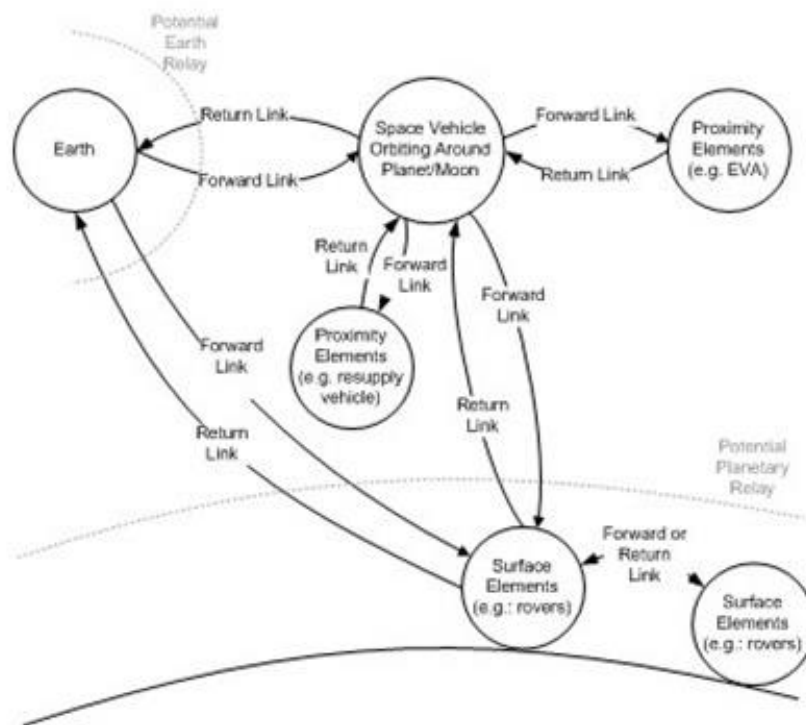 Potential
Earth
Relay
Earth
Return Link
Forward Link
Space Vehicle
Orbiting Around
Planet/Moon
Forward Link
Return Link
Proximity
Elements
(e.g. EVA)
Return
Link
Forward
Link
Proximity
Elements
(e.g. resupply
vehicle)
Forward
Link
Return
Link
Forward
Link
Return
Link
Potential
Planetary
Relay
Surface
Elements
(e.g.: rovers)
Forward or
Return
Link
Surface
Elements
(e.g.: rovers)